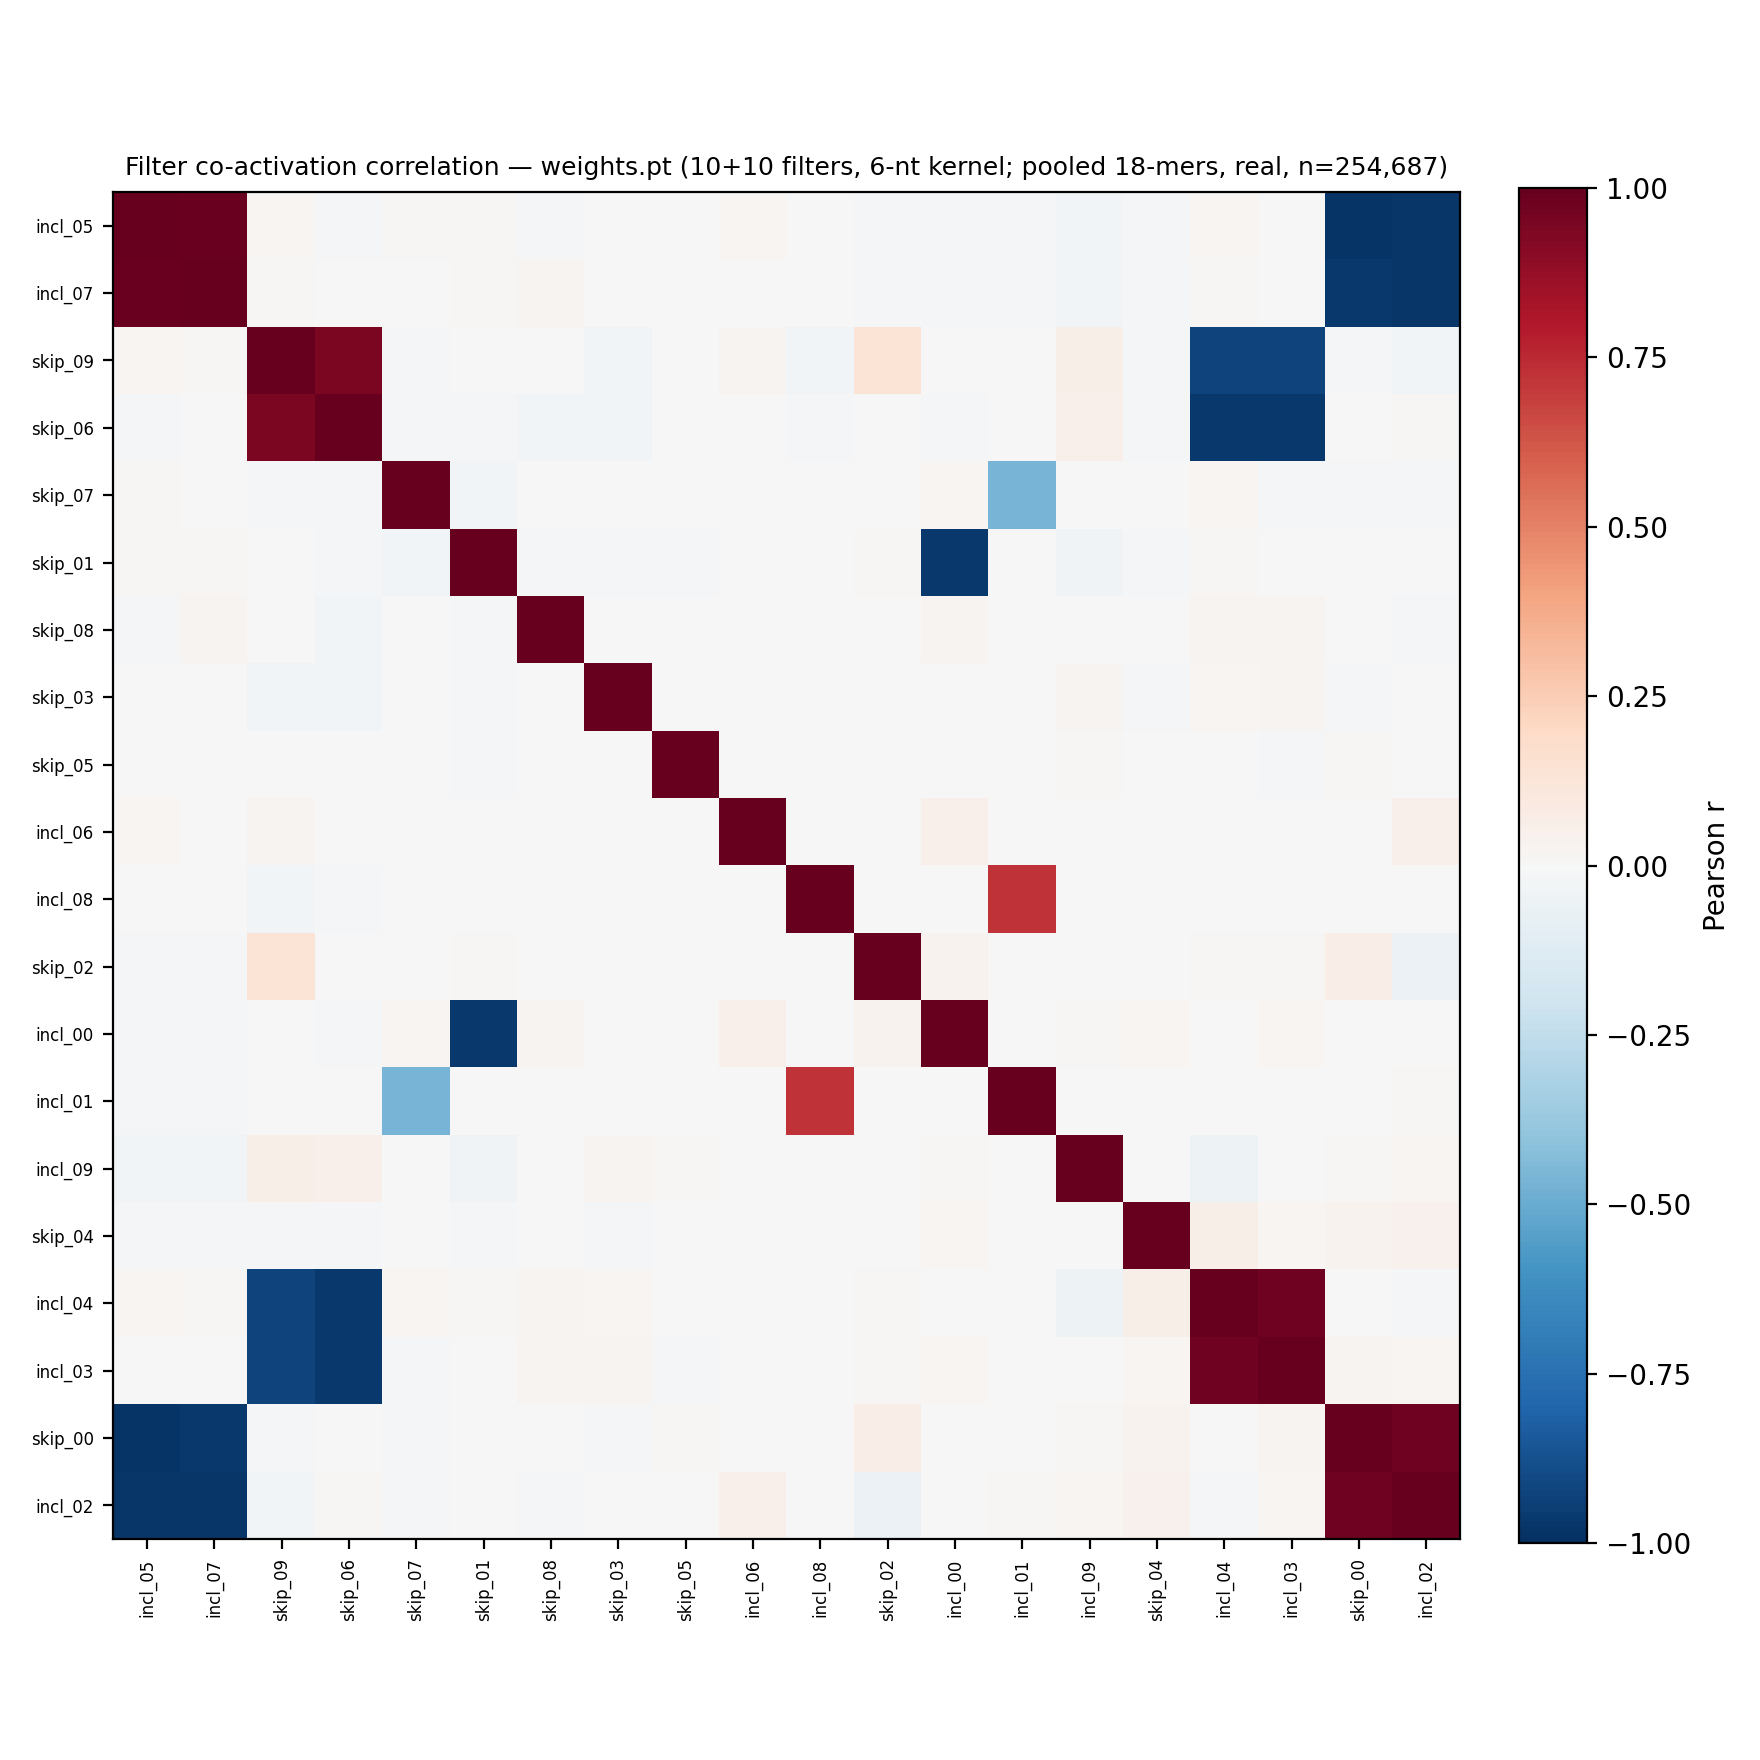 Filter co-activation correlation — weights.pt (10+10 filters, 6-nt kernel; pooled 18-mers, real, n=254,687)
incl_05
incl_07
skip_09
skip_06
skip_07
skip_01
skip_08
skip_03
skip_05
incl_06
incl_08
skip_02
incl_00
incl_01
incl_09
skip_04
incl_04
incl_03
skip_00
incl_02
incl_05
incl_07
skip_09
skip_06
skip_07
skip_01
skip_08
skip_03
skip_05
incl_06
incl_08
skip_02
incl_00
incl_01
incl_09
skip_04
incl_04
incl_03
skip_00
incl_02
1.00
0.75
0.50
0.25
0.00
−0.25
−0.50
−0.75
−1.00
Pearson r